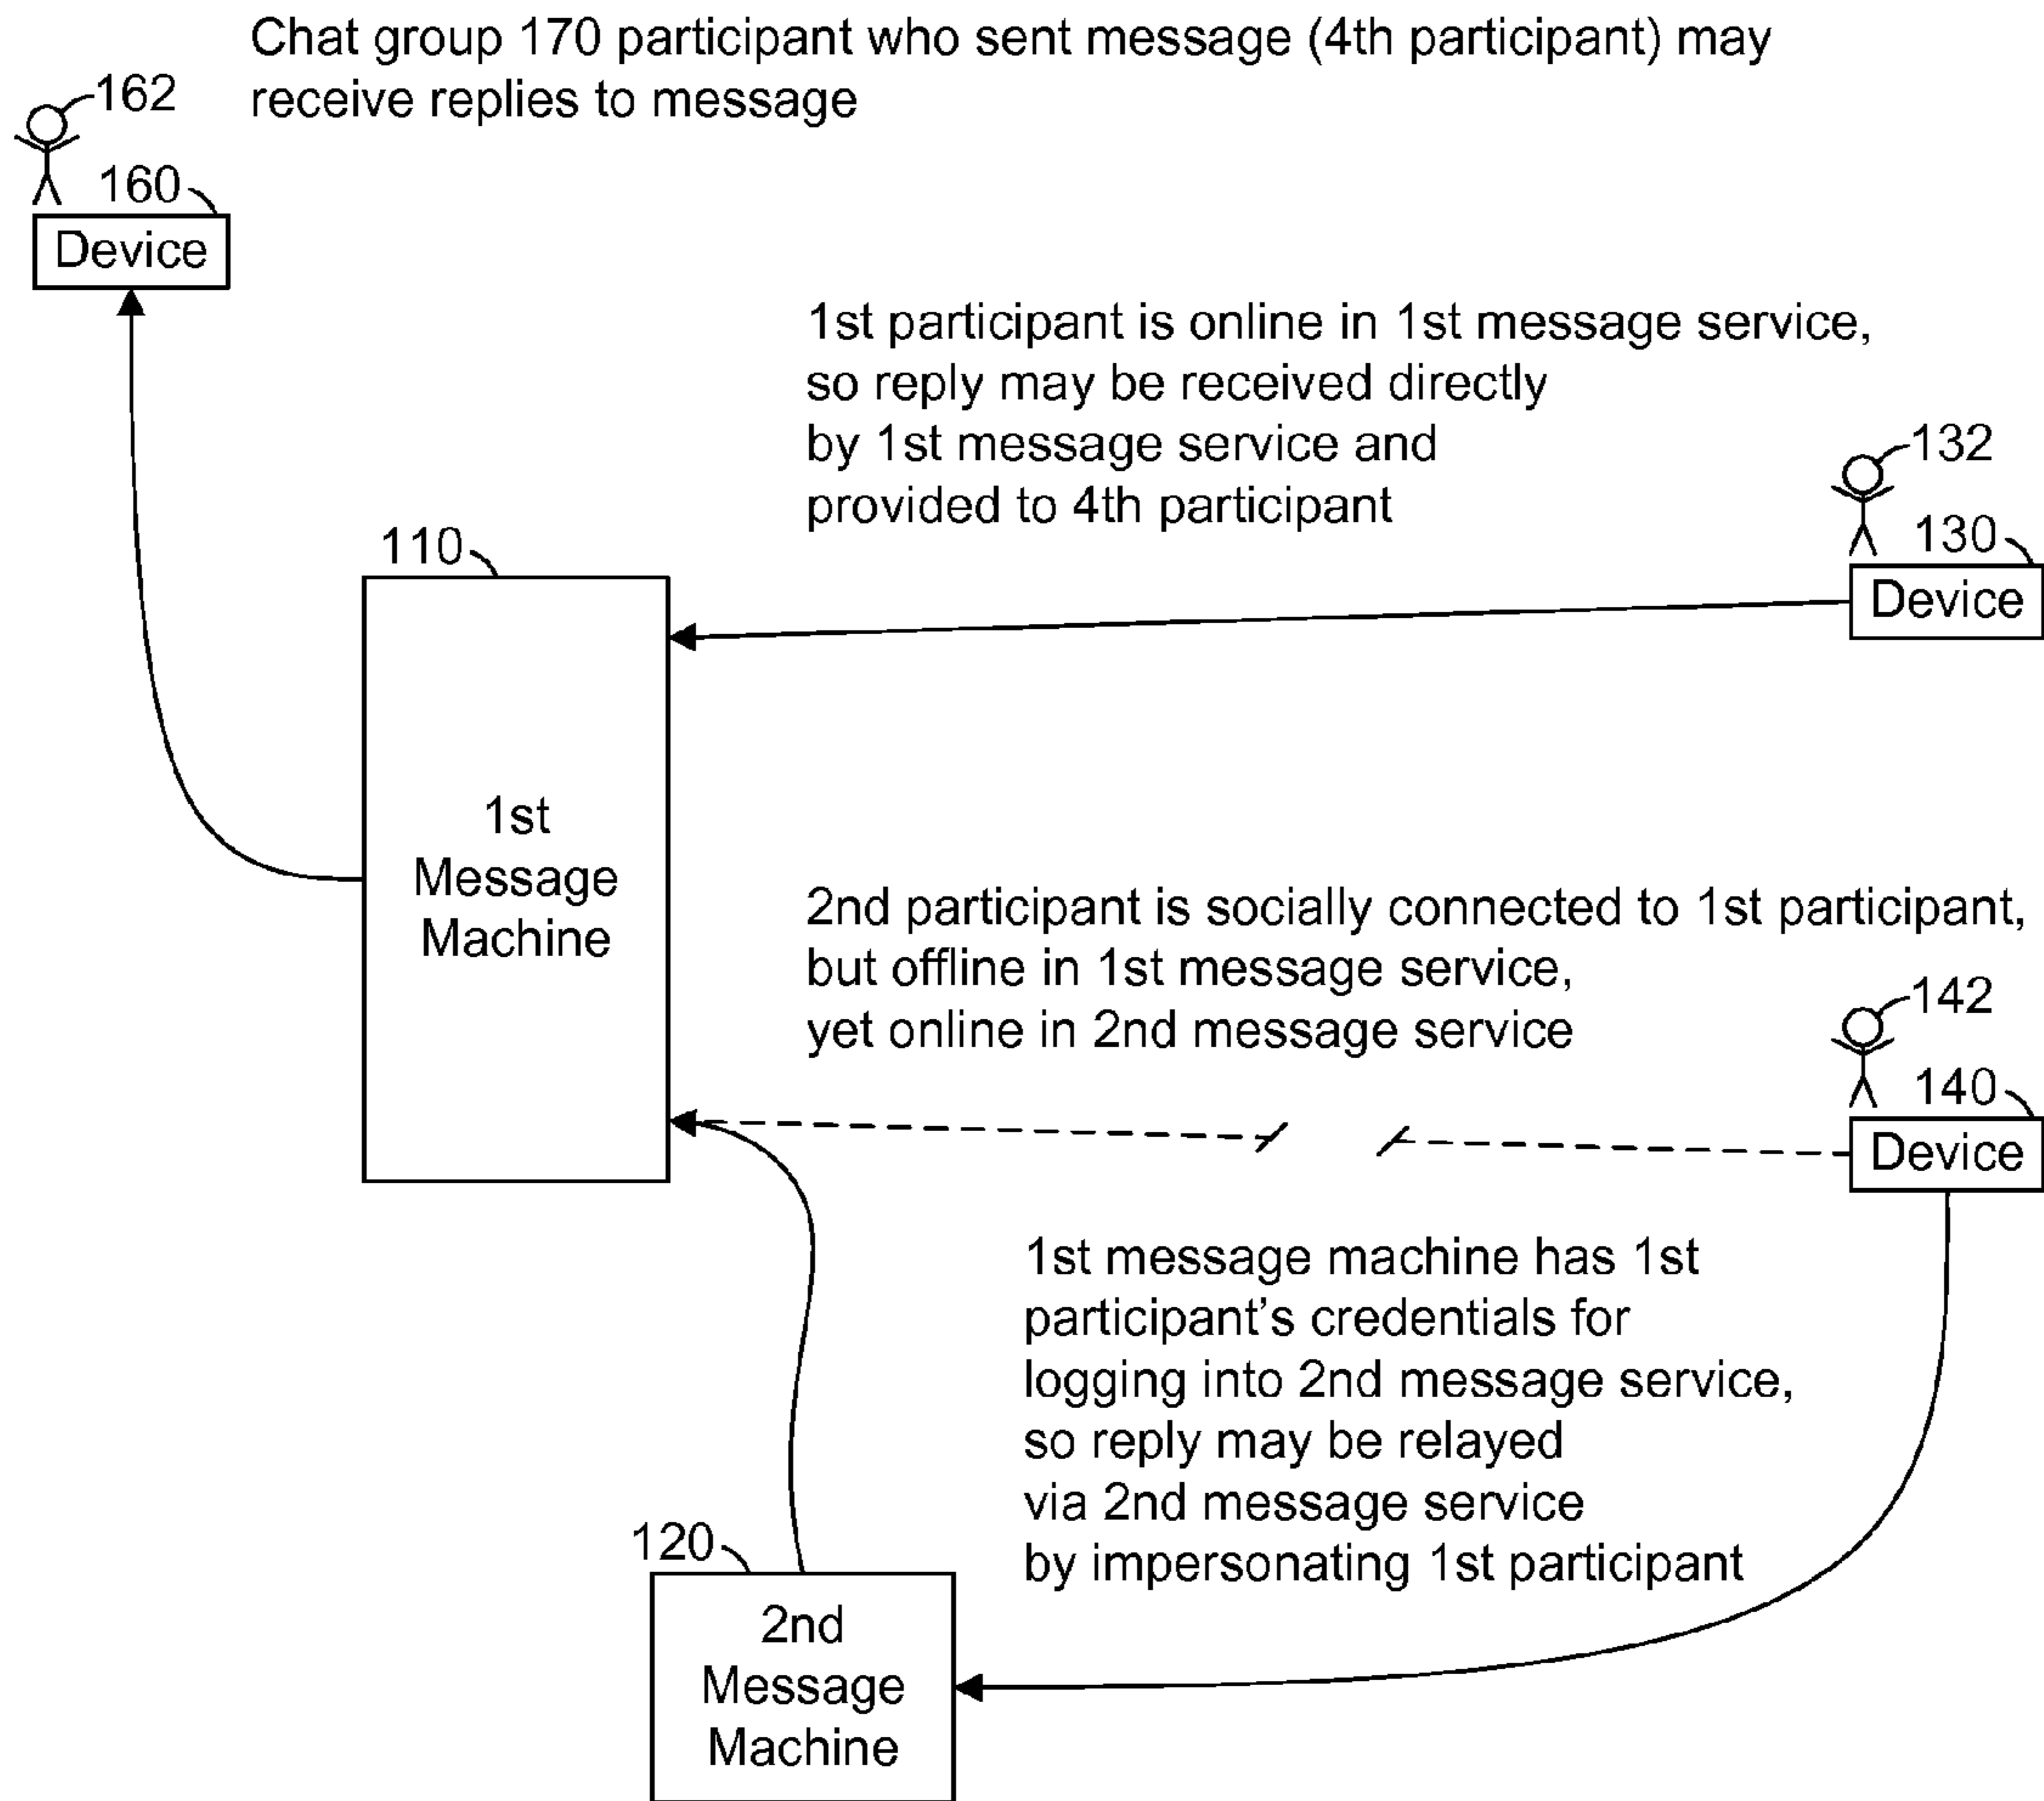 Chat group 170 participant who sent message (4th participant) may
receive replies to message
162
160
Device
1st participant is online in 1st message service,
so reply may be received directly
by 1st message service and
provided to 4th participant
132
130
Device
110
1st
Message
Machine
2nd participant is socially connected to 1st participant,
but offline in 1st message service,
yet online in 2nd message service
142
140
Device
1st message machine has 1st
participant's credentials for
logging into 2nd message service,
so reply may be relayed
via 2nd message service
by impersonating 1st participant
120
2nd
Message
Machine